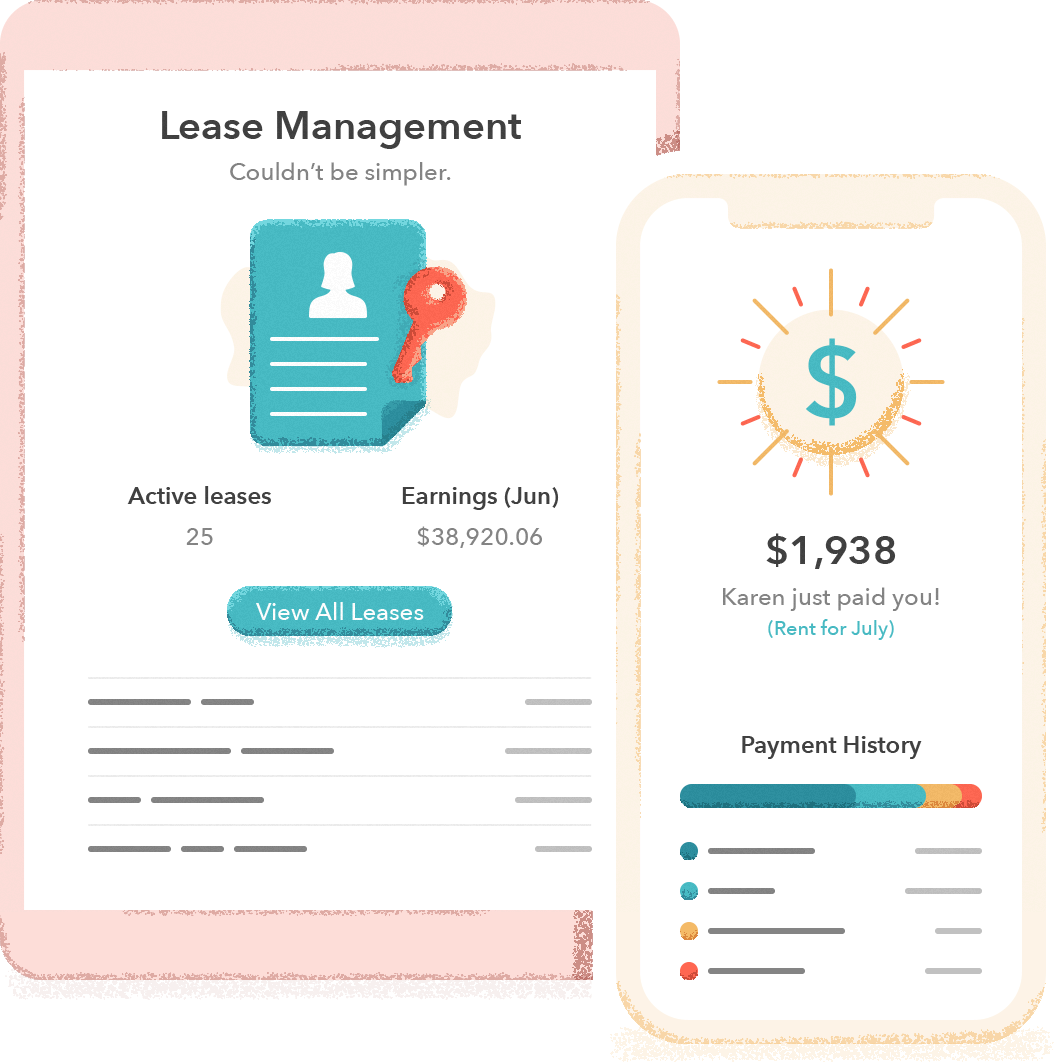 Lease Management
Couldn’t be simpler.
Active leases
25
Earnings (Jun)
$38,920.06
View All Leases
$
$1,938
Karen just paid you!
(Rent for July)
Payment History